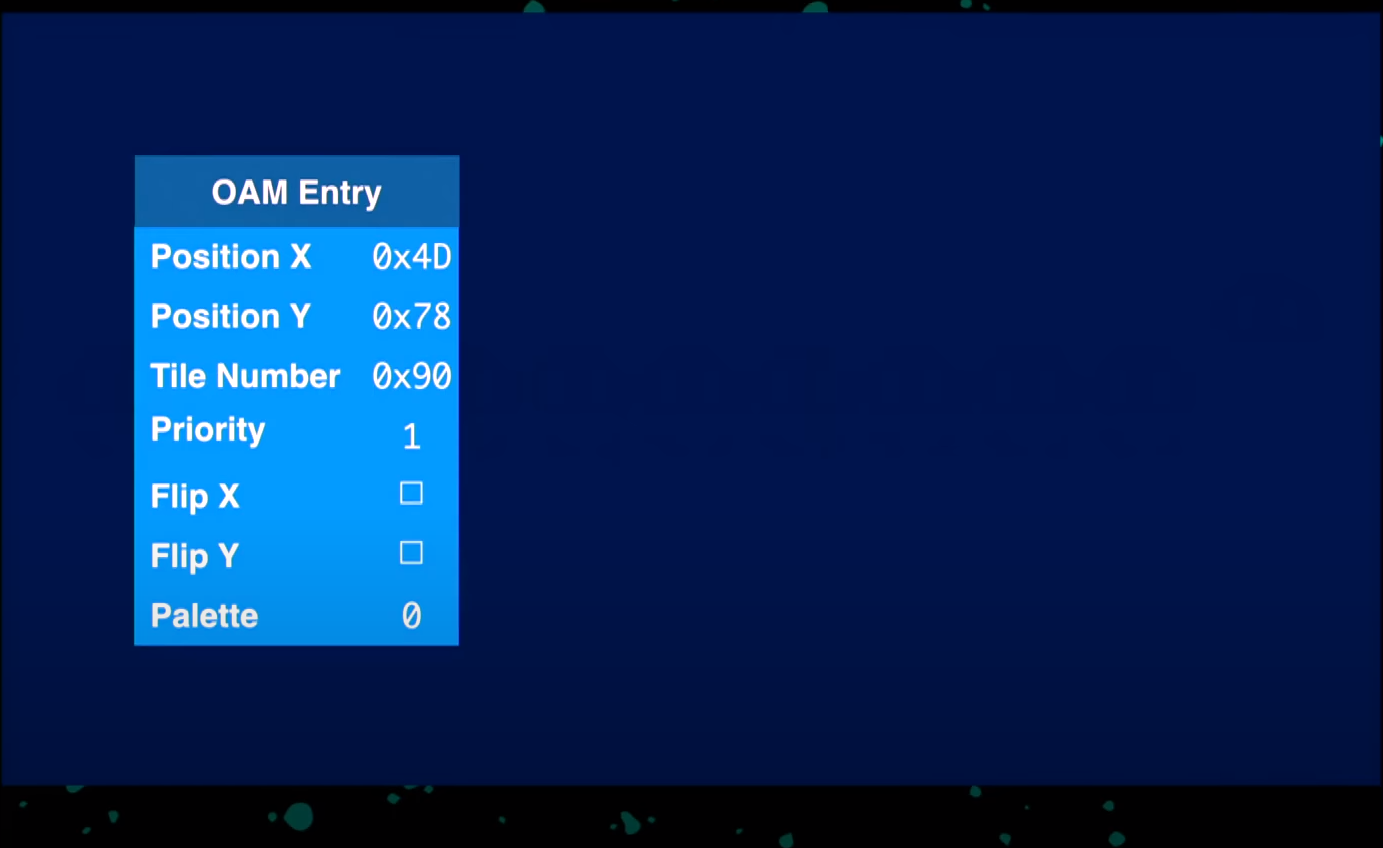 OAM Entry
Position X 0x4D
Position Y 0x78
Tile Number 0x90
Priority 1
Flip X ☐
Flip Y ☐
Palette 0